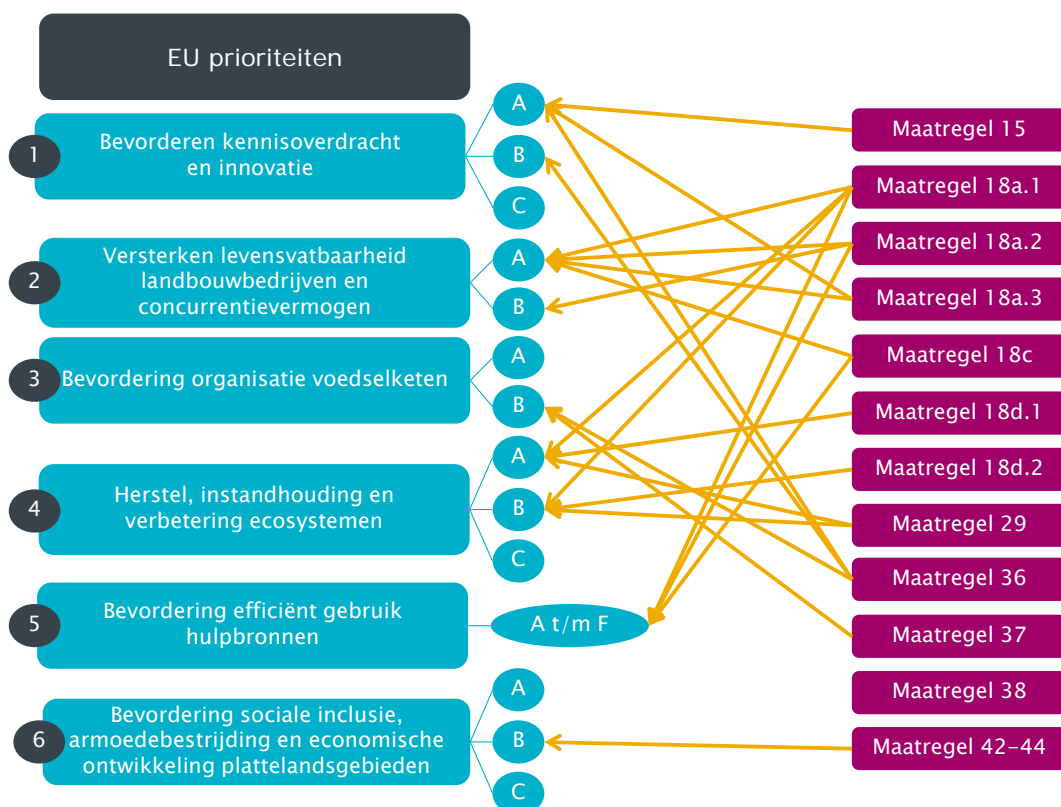 EU prioriteiten
1
Bevorderen kennisoverdracht
en innovatie
A
B
C
2
Versterken levensvatbaarheid
landbouwbedrijven en
concurrentievermogen
A
B
3
Bevordering organisatie voedselketen
A
B
4
Herstel, instandhouding en
verbetering ecosystemen
A
B
C
5
Bevordering efficiënt gebruik
hulpbronnen
A t/m F
6
Bevordering sociale inclusie,
armoedebestrijding en economische
ontwikkeling plattelandsgebieden
A
B
C
Maatregel 15
Maatregel 18a.1
Maatregel 18a.2
Maatregel 18a.3
Maatregel 18c
Maatregel 18d.1
Maatregel 18d.2
Maatregel 29
Maatregel 36
Maatregel 37
Maatregel 38
Maatregel 42-44